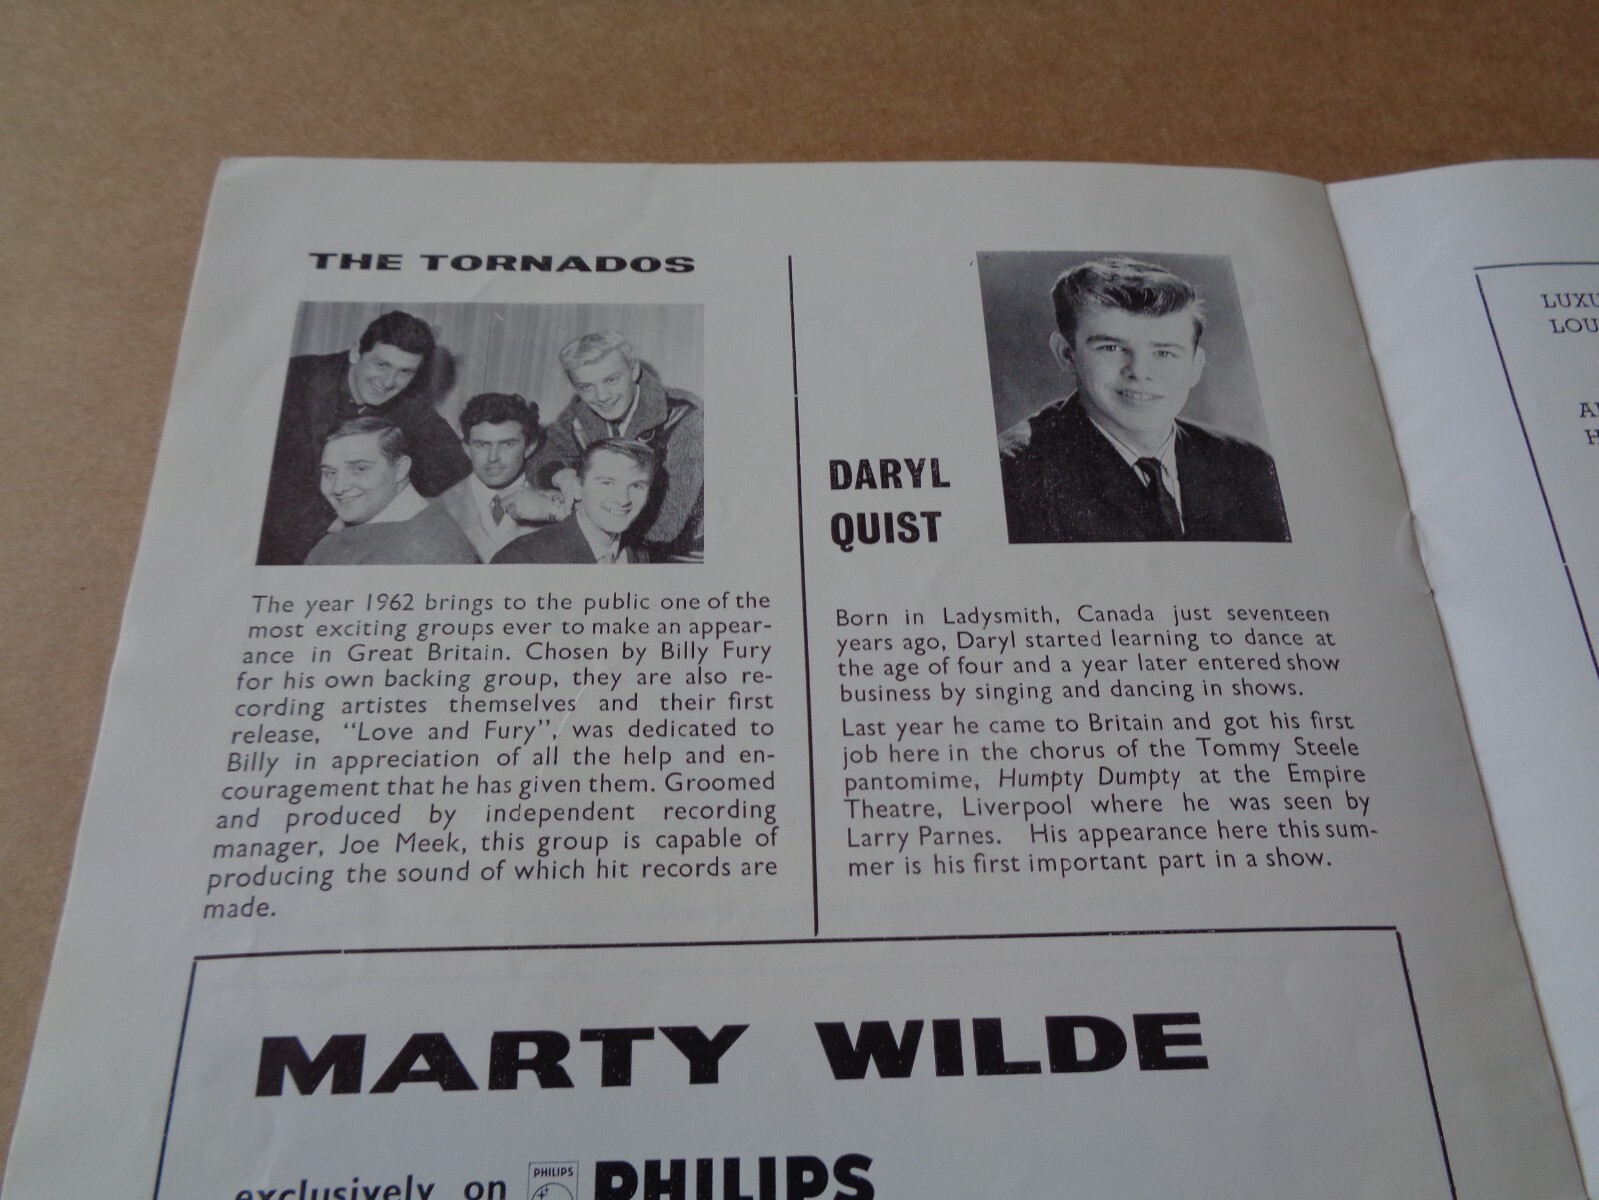 THE TORNADOS
The year 1962 brings to the public one of the
most exciting groups ever to make an appear-
ance in Great Britain. Chosen by Billy Fury
for his own backing group, they are also re-
cording artistes themselves and their first
release, "Love and Fury", was dedicated to
Billy in appreciation of all the help and en-
couragement that he has given them. Groomed
and produced by independent recording
manager, Joe Meek, this group is capable of
producing the sound of which hit records are
made.
DARYL
QUIST
Born in Ladysmith, Canada just seventeen
years ago, Daryl started learning to dance at
the age of four and a year later entered show
business by singing and dancing in shows.
Last year he came to Britain and got his first
job here in the chorus of the Tommy Steele
pantomime, Humpty Dumpty at the Empire
Theatre, Liverpool where he was seen by
Larry Parnes. His appearance here this sum-
mer is his first important part in a show.
MARTY WILDE
exclusively on PHILIPS PHILIPS
LUXU
LOU